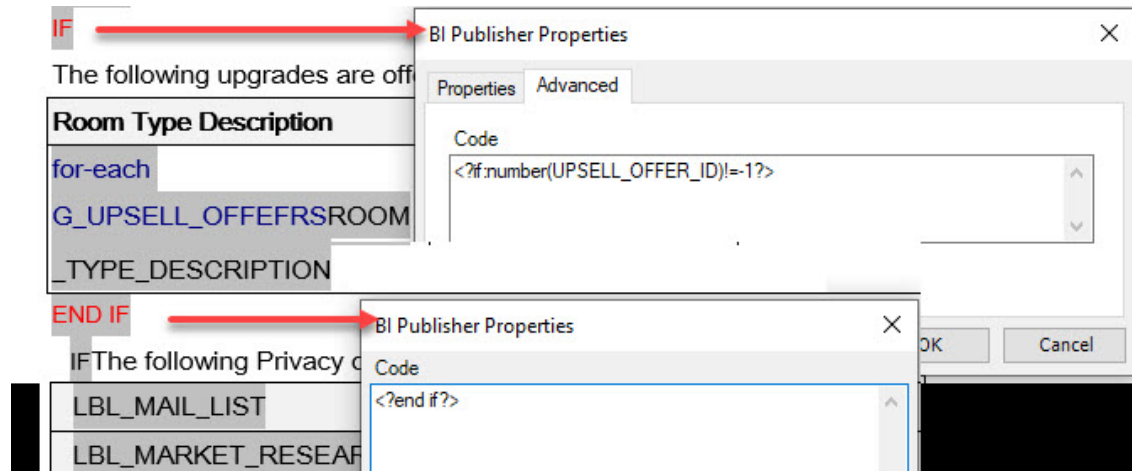 IF
BI Publisher Properties
The following upgrades are off
Properties Advanced
Room Type Description
Code
<?if:number(UPSELL_OFFER_ID)!=-1?>
for-each
G_UPSELL_OFFEFRSROOM
_TYPE_DESCRIPTION
END IF
BI Publisher Properties
OK
Cancel
IFThe following Privacy
Code
<?end if?>
LBL_MAIL_LIST
LBL_MARKET_RESEAR